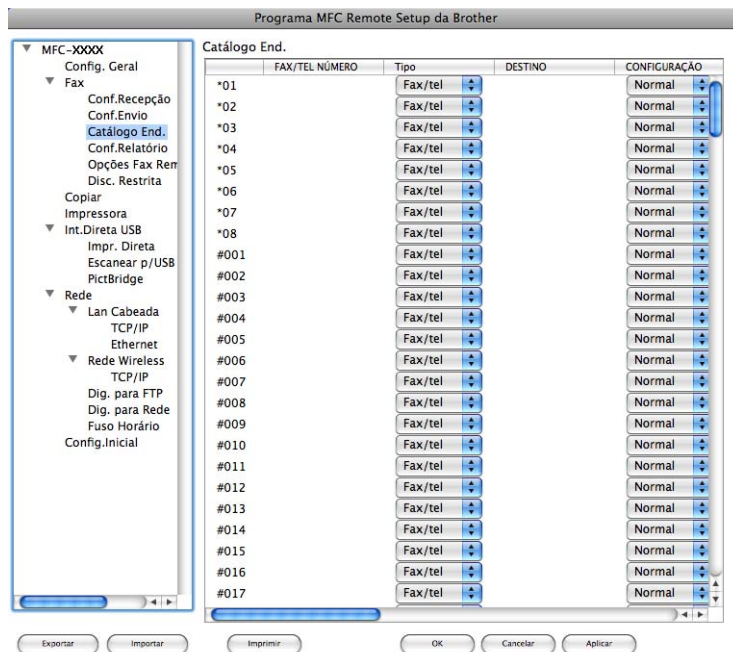 Programa MFC Remote Setup da Brother
MFC-XXXX
Config. Geral
Fax
Conf.Recepção
Conf.Envio
Catálogo End.
Conf.Relatório
Opções Fax Rem
Disc. Restrita
Copiar
Impressora
Int.Direta USB
Impr. Direta
Escanear p/USB
PictBridge
Rede
Lan Cabeada
TCP/IP
Ethernet
Rede Wireless
TCP/IP
Dig. para FTP
Dig. para Rede
Fuso Horário
Config.Inicial
Catálogo End.
FAX/TEL NÚMERO Tipo DESTINO CONFIGURAÇÃO
*01 Fax/tel Normal
*02 Fax/tel Normal
*03 Fax/tel Normal
*04 Fax/tel Normal
*05 Fax/tel Normal
*06 Fax/tel Normal
*07 Fax/tel Normal
*08 Fax/tel Normal
#001 Fax/tel Normal
#002 Fax/tel Normal
#003 Fax/tel Normal
#004 Fax/tel Normal
#005 Fax/tel Normal
#006 Fax/tel Normal
#007 Fax/tel Normal
#008 Fax/tel Normal
#009 Fax/tel Normal
#010 Fax/tel Normal
#011 Fax/tel Normal
#012 Fax/tel Normal
#013 Fax/tel Normal
#014 Fax/tel Normal
#015 Fax/tel Normal
#016 Fax/tel Normal
#017 Fax/tel Normal
Exportar Importar Imprimir OK Cancelar Aplicar